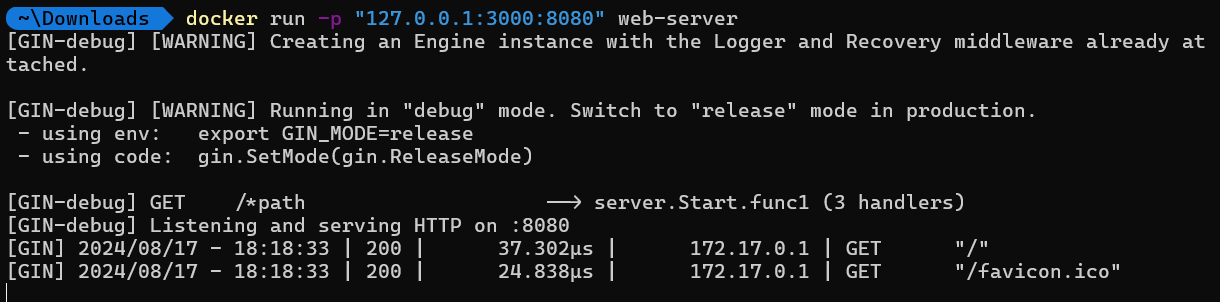 ~\Downloads docker run -p "127.0.0.1:3000:8080" web-server
[GIN-debug] [WARNING] Creating an Engine instance with the Logger and Recovery middleware already at
tached.
[GIN-debug] [WARNING] Running in "debug" mode. Switch to "release" mode in production.
 - using env:   export GIN_MODE=release
 - using code:  gin.SetMode(gin.ReleaseMode)
[GIN-debug] GET    /*path                    --> server.Start.func1 (3 handlers)
[GIN-debug] Listening and serving HTTP on :8080
[GIN] 2024/08/17 - 18:18:33 | 200 |      37.302µs |      172.17.0.1 | GET      "/"
[GIN] 2024/08/17 - 18:18:33 | 200 |      24.838µs |      172.17.0.1 | GET      "/favicon.ico"